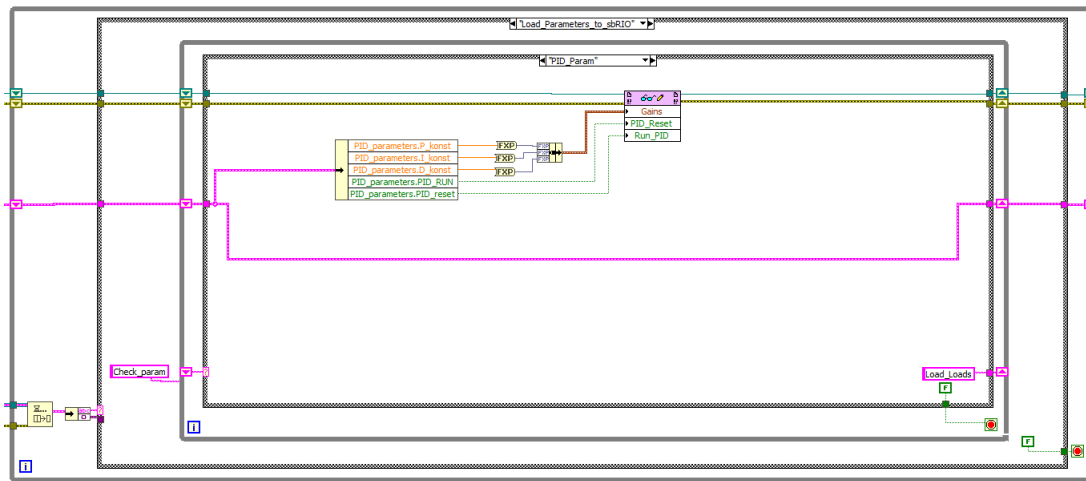 "Load_Parameters_to_sbRIO"
"PID_Param"
Gains
PID_Reset
Run_PID
PID_parameters.P_konst
FXP
PID_parameters.I_konst
FXP
PID_parameters.D_konst
FXP
PID_parameters.PID_RUN
PID_parameters.PID_reset
Check_param
Load_Loads
F
i
F
i